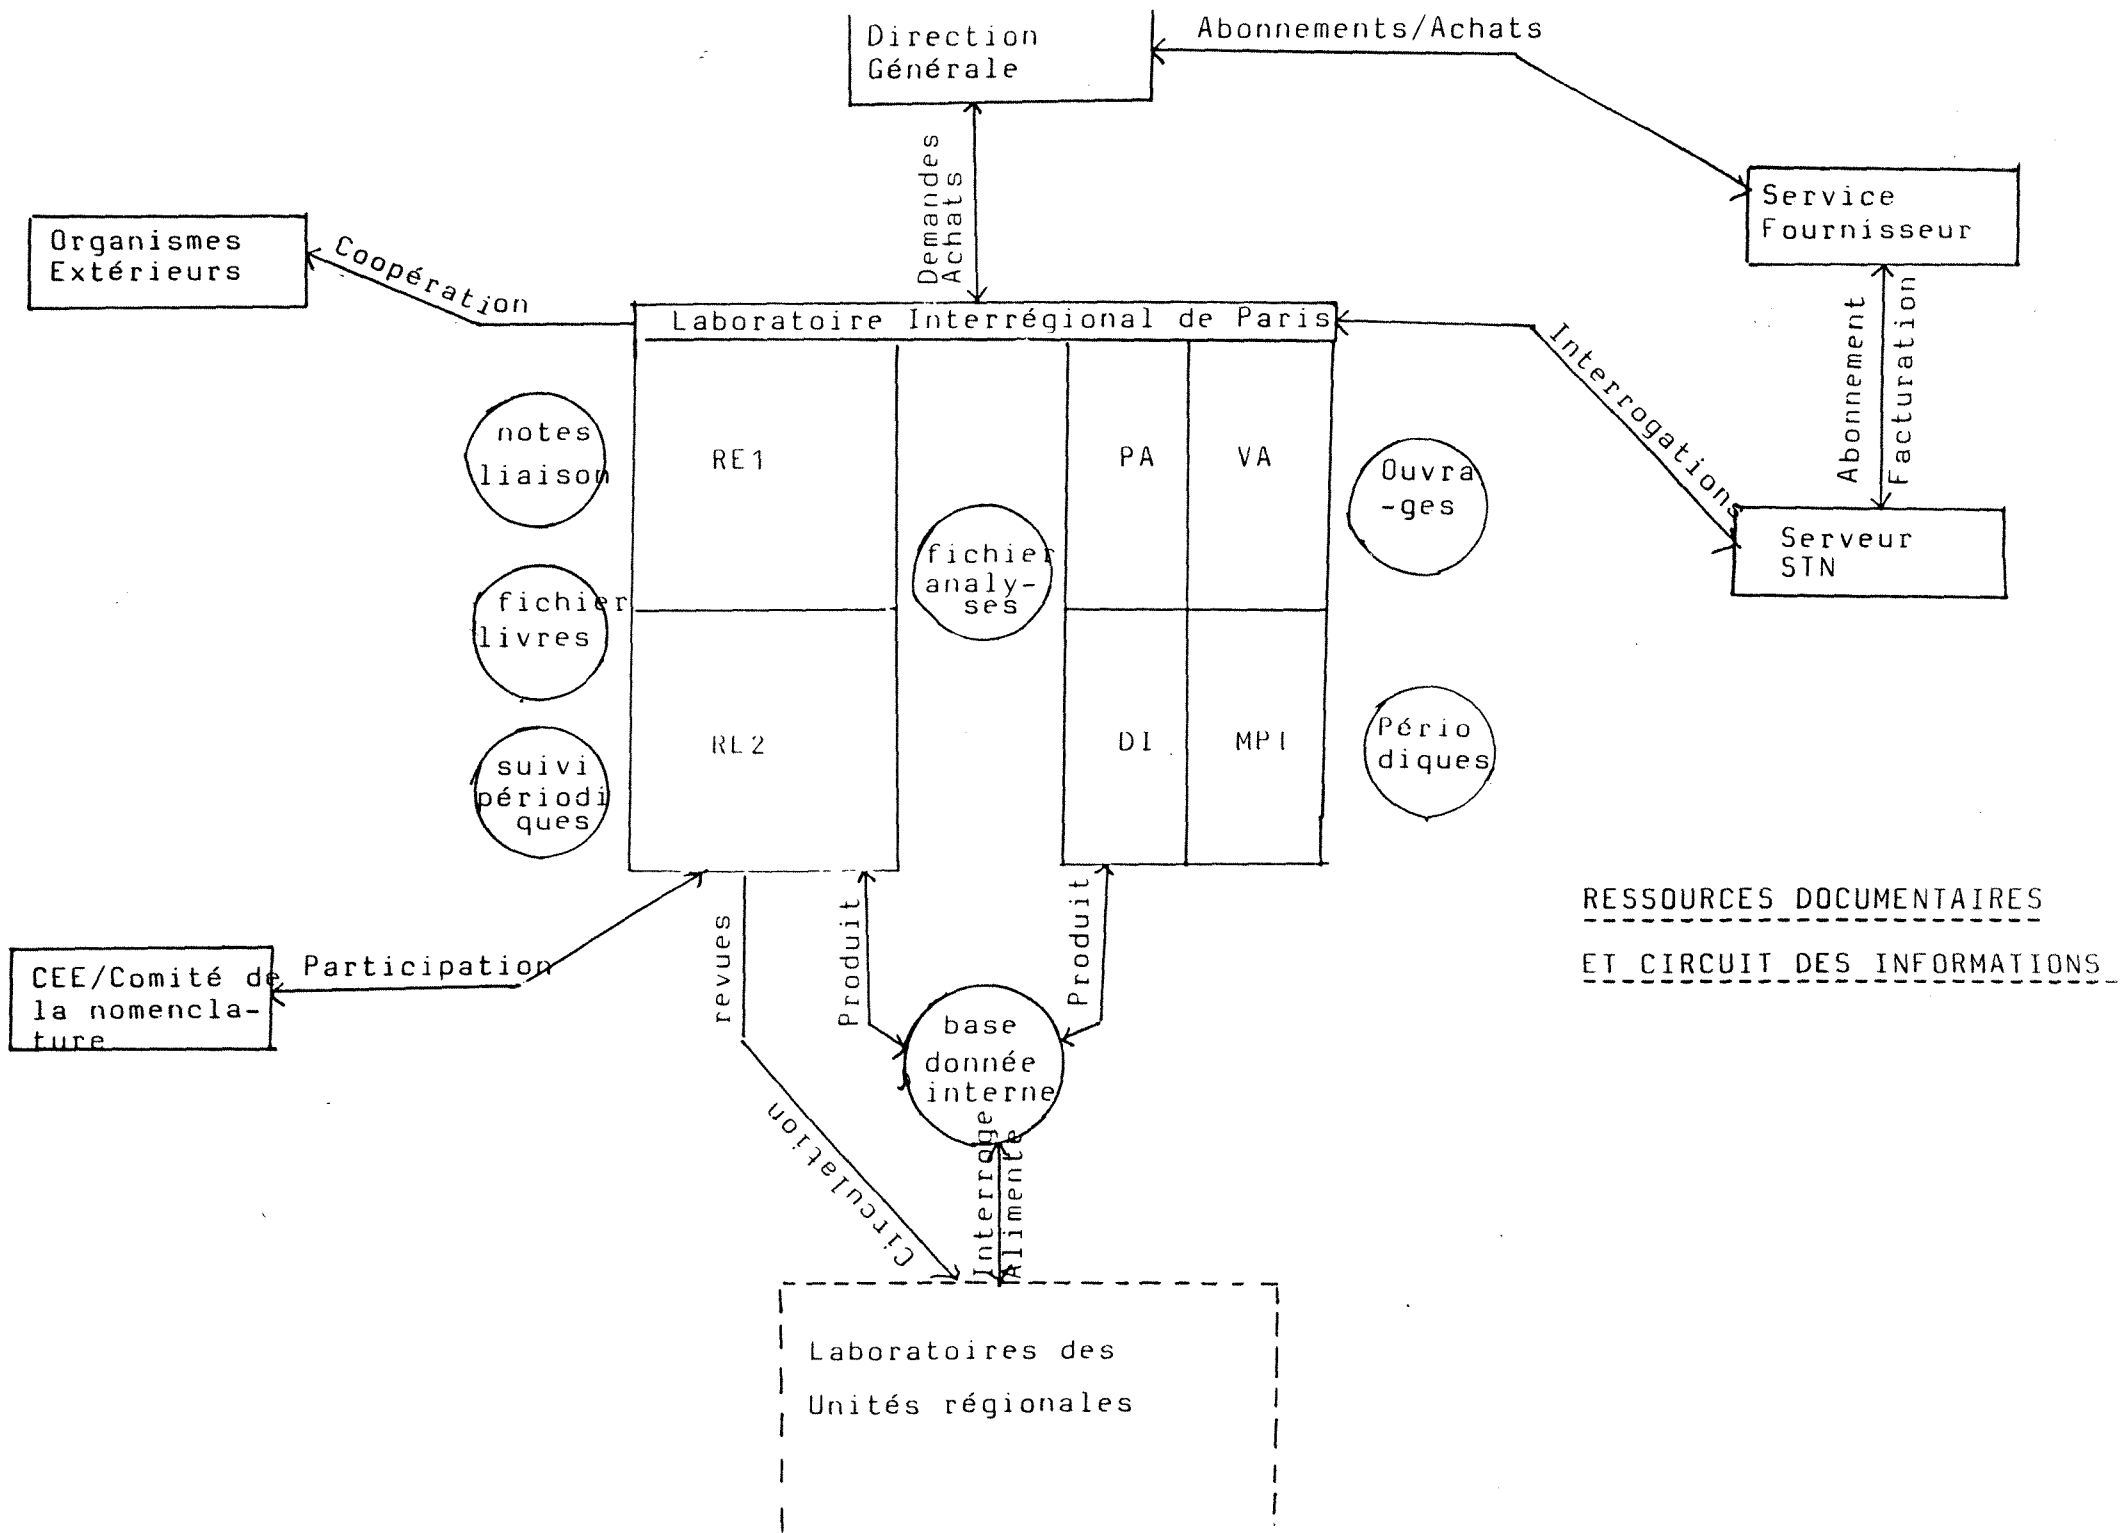 Direction
Générale
Abonnements/Achats
Demandes
Achats
Service
Fournisseur
Organismes
Extérieurs
Coopération
Laboratoire Interrégional de Paris
Interrogations
Abonnement
Facturation
notes
liaison
RE1
PA
VA
Ouvra
-ges
fichier
analy-
ses
Serveur
STN
fichier
livres
RE2
DI
MPI
Pério
diques
suivi
périodi
ques
RESSOURCES DOCUMENTAIRES
ET CIRCUIT DES INFORMATIONS
CEE/Comité de
la nomencla-
ture
Participation
revues
Produit
Produit
base
donnée
interne
Circulation
Interroge
Alimente
Laboratoires des
Unités régionales